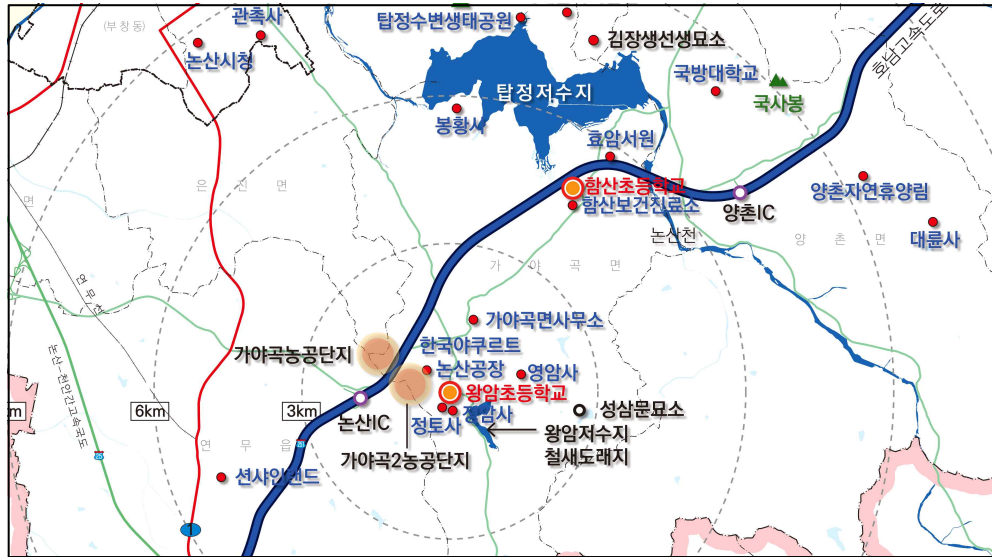 관촉사
(부창동)
논산시청
탑정수변생태공원
김장생선생묘소
호남고속도로
국방대학교
탑정저수지
국사봉
봉황사
효암서원
은 진 면
면
함산초등학교
함산보건진료소
양촌자연휴양림
양촌IC
대륜사
논산천
양 촌 면
가 야 곡 면
연무천
가야곡면사무소
한국야쿠르트
논산공장
가야곡농공단지
영암사
논산-천안간고속국도
왕암초등학교
m
6km
3km
논산IC
정토사
성삼문묘소
왕암저수지
철새도래지
연 무 읍
가야곡2농공단지
션샤인랜드
1